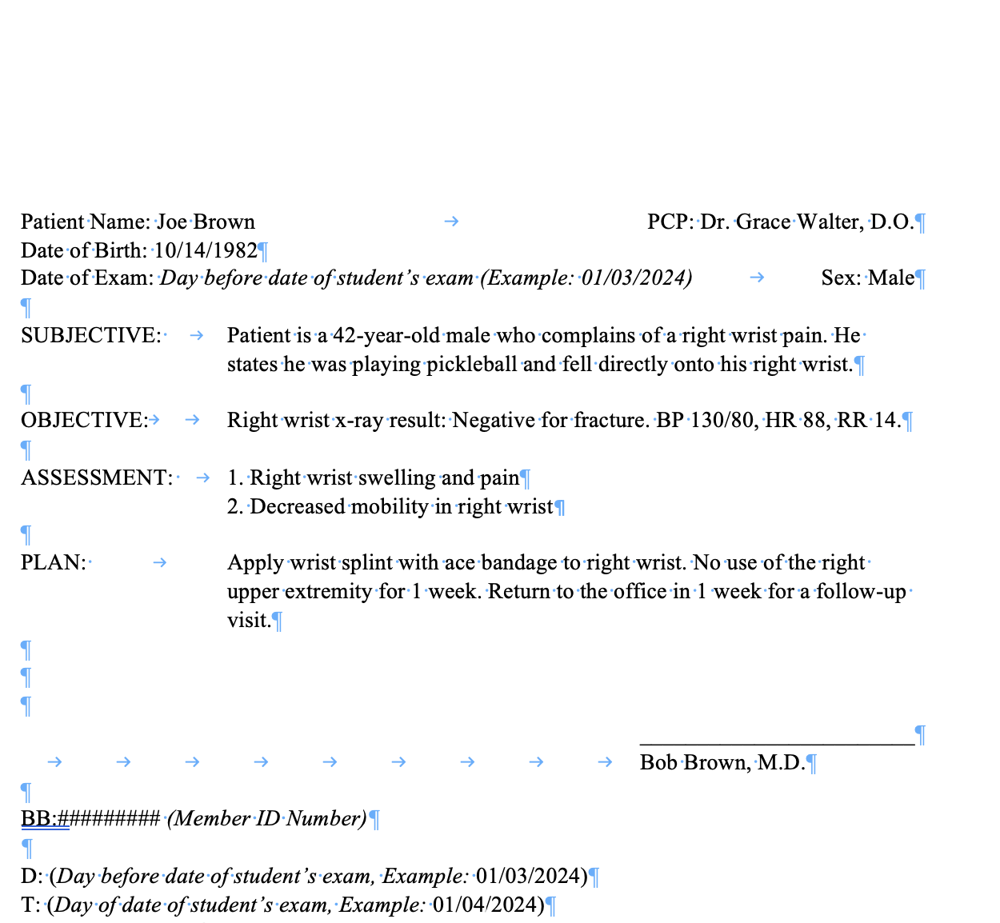 Patient Name: Joe Brown PCP: Dr. Grace Walter, D.O.
Date of Birth: 10/14/1982
Date of Exam: Day before date of student’s exam (Example: 01/03/2024) Sex: Male
SUBJECTIVE: Patient is a 42-year-old male who complains of a right wrist pain. He
states he was playing pickleball and fell directly onto his right wrist.
OBJECTIVE: Right wrist x-ray result: Negative for fracture. BP 130/80, HR 88, RR 14.
ASSESSMENT: 1. Right wrist swelling and pain
2. Decreased mobility in right wrist
PLAN: Apply wrist splint with ace bandage to right wrist. No use of the right
upper extremity for 1 week. Return to the office in 1 week for a follow-up
visit.
Bob Brown, M.D.
BB:######### (Member ID Number)
D: (Day before date of student’s exam, Example: 01/03/2024)
T: (Day of date of student’s exam, Example: 01/04/2024)